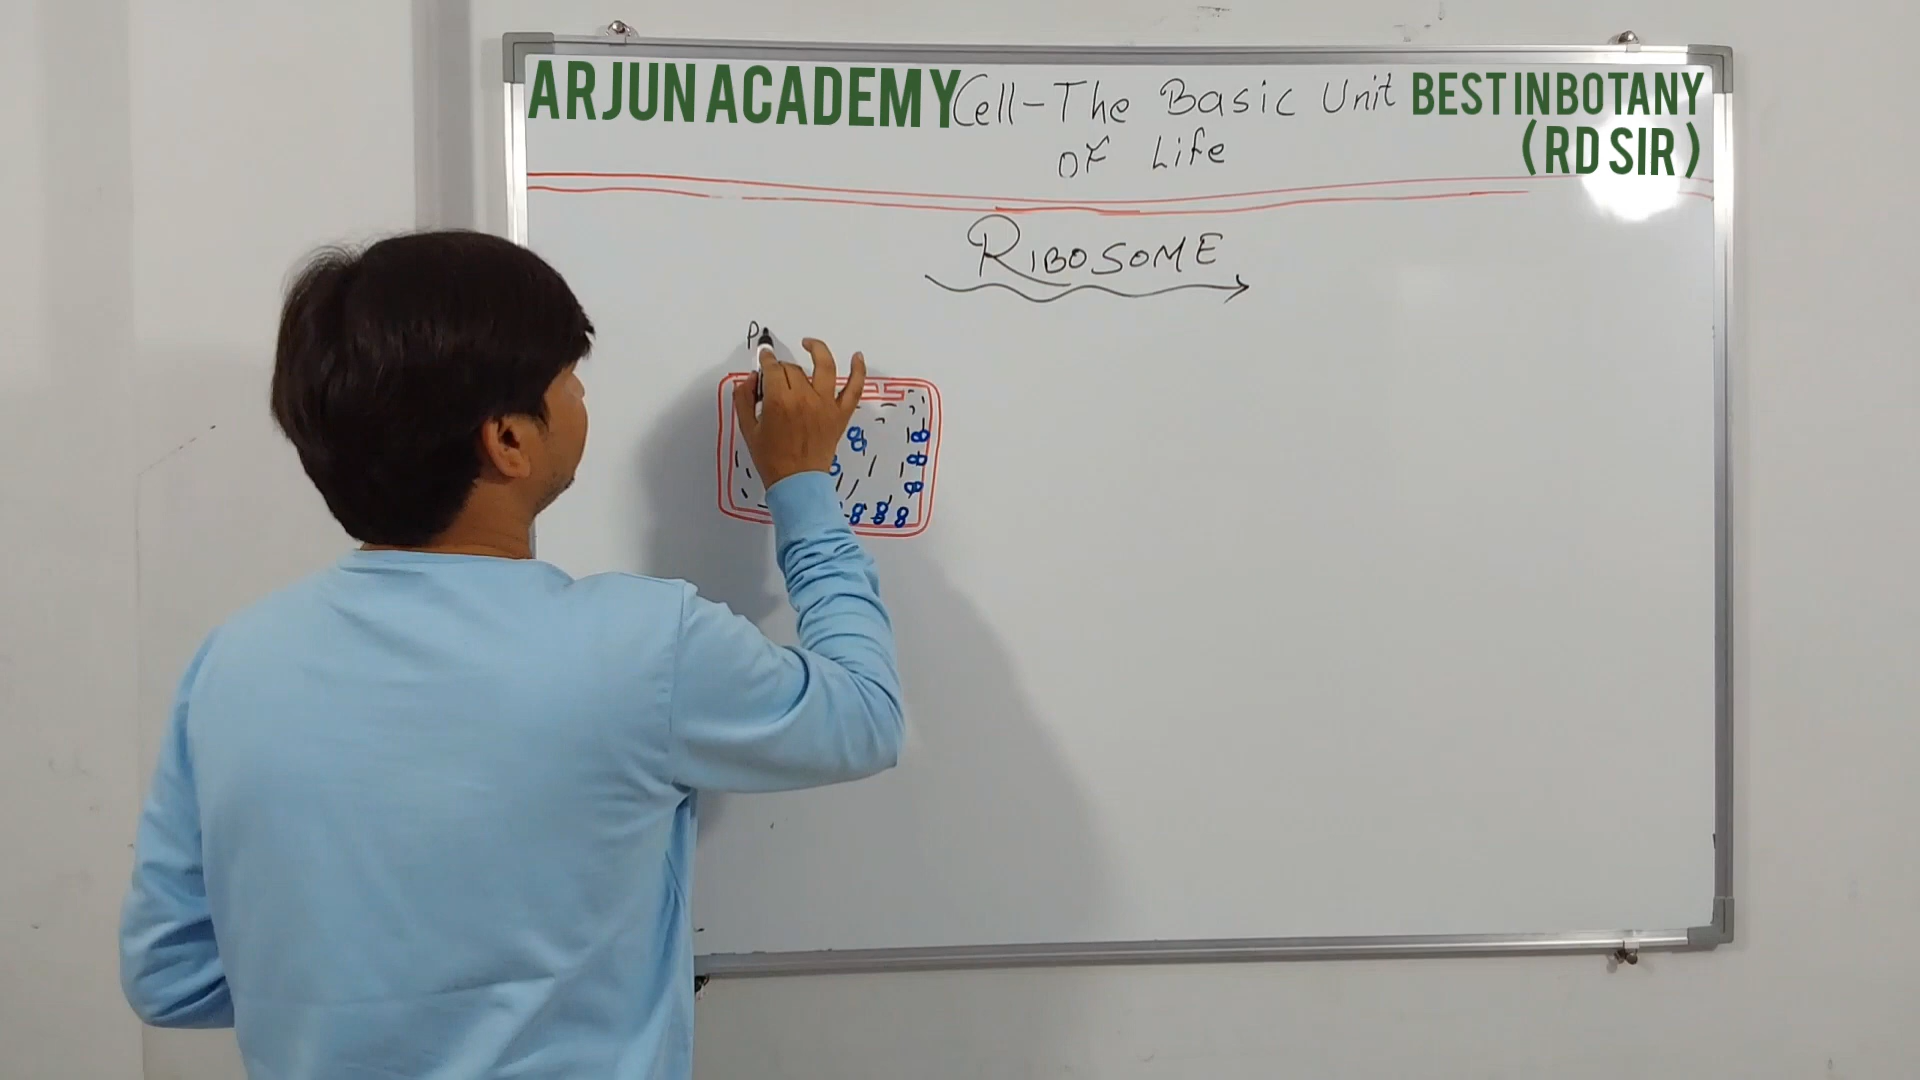 ARJUN ACADEMY
Cell-The Basic Unit
OF Life
BEST IN BOTANY
(RD SIR)
RIBOSOME
P